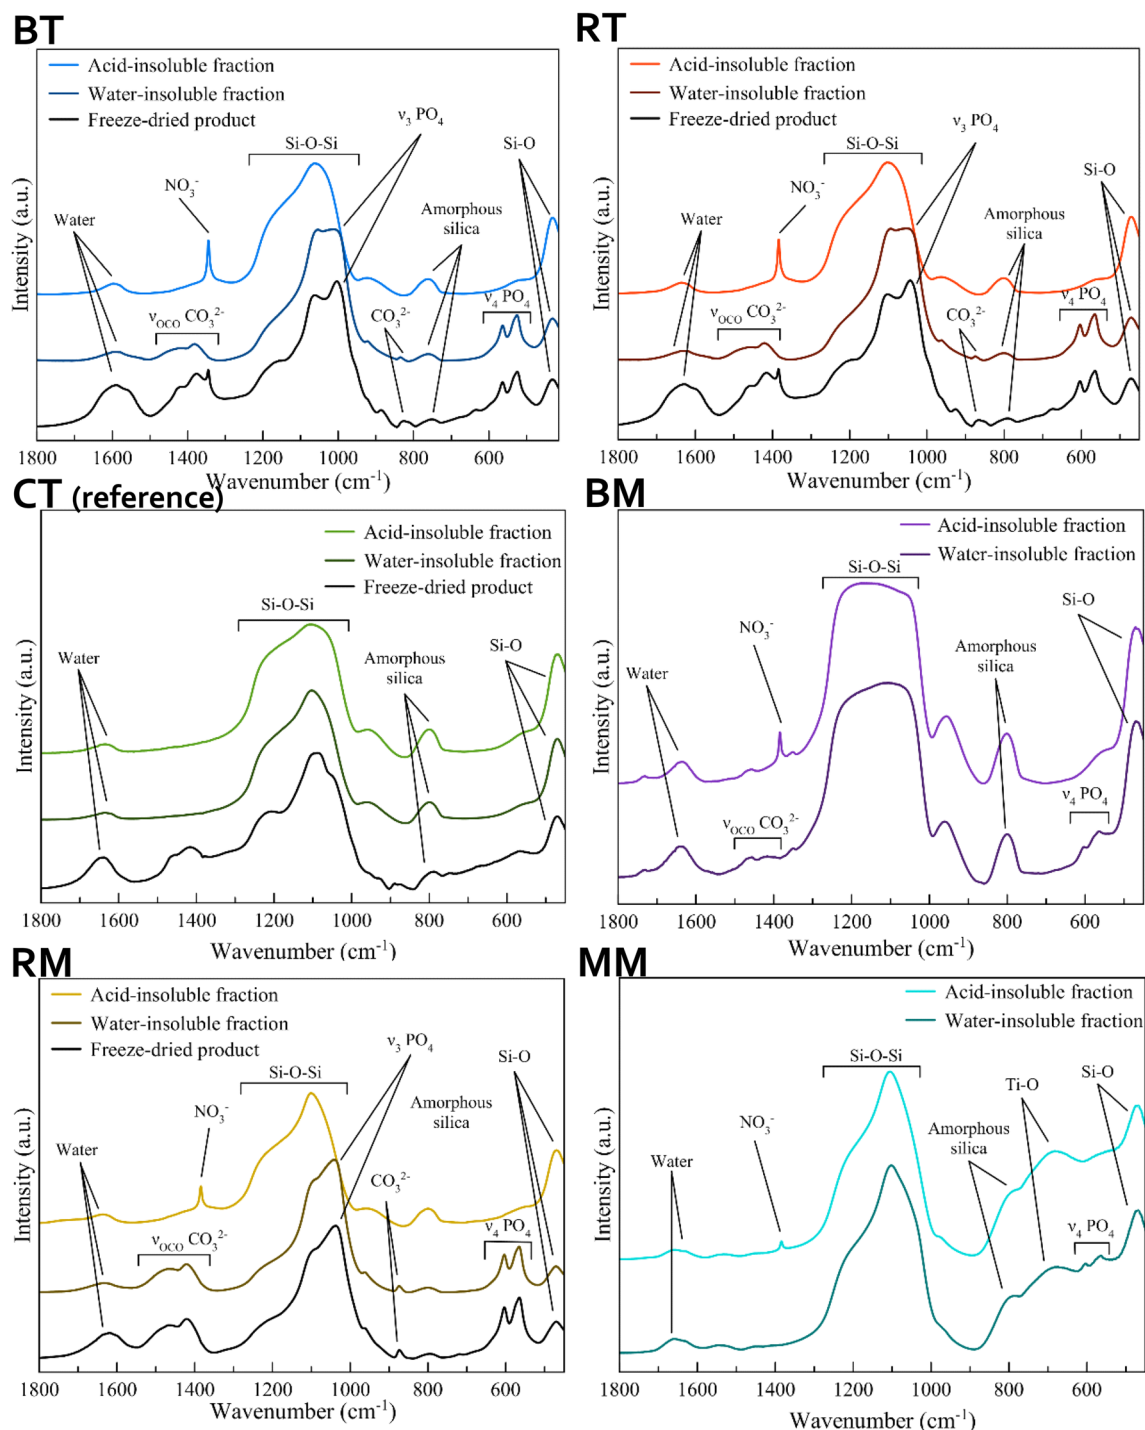 BT
Acid-insoluble fraction
Water-insoluble fraction
Freeze-dried product
ν₃ PO₄
Si-O-Si
Si-O
NO₃⁻
Water
Amorphous
silica
ν_OCO CO₃²⁻
CO₃²⁻
ν₄ PO₄
Intensity (a.u.)
1800 1600 1400 1200 1000 800 600
Wavenumber (cm⁻¹)
RT
Acid-insoluble fraction
Water-insoluble fraction
Freeze-dried product
ν₃ PO₄
Si-O-Si
Si-O
NO₃⁻
Water
Amorphous
silica
ν_OCO CO₃²⁻
CO₃²⁻
ν₄ PO₄
Intensity (a.u.)
1800 1600 1400 1200 1000 800 600
Wavenumber (cm⁻¹)
CT (reference)
Acid-insoluble fraction
Water-insoluble fraction
Freeze-dried product
Si-O-Si
Si-O
Water
Amorphous
silica
Intensity (a.u.)
1800 1600 1400 1200 1000 800 600
Wavenumber (cm⁻¹)
BM
Acid-insoluble fraction
Water-insoluble fraction
Si-O-Si
Si-O
NO₃⁻
Amorphous
silica
Water
ν_OCO CO₃²⁻
ν₄ PO₄
Intensity (a.u.)
1800 1600 1400 1200 1000 800 600
Wavenumber (cm⁻¹)
RM
Acid-insoluble fraction
Water-insoluble fraction
Freeze-dried product
ν₃ PO₄
Si-O-Si
Si-O
NO₃⁻
Amorphous
silica
Water
CO₃²⁻
ν_OCO CO₃²⁻
ν₄ PO₄
Intensity (a.u.)
1800 1600 1400 1200 1000 800 600
Wavenumber (cm⁻¹)
MM
Acid-insoluble fraction
Water-insoluble fraction
Si-O-Si
Ti-O
Si-O
NO₃⁻
Amorphous
silica
Water
ν₄ PO₄
Intensity (a.u.)
1800 1600 1400 1200 1000 800 600
Wavenumber (cm⁻¹)